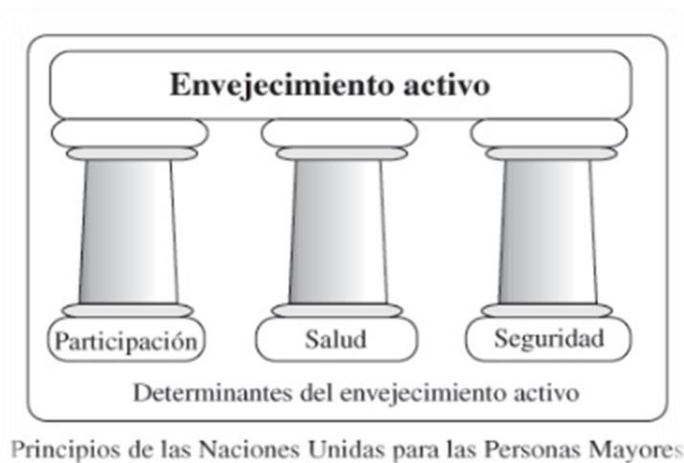 Envejecimiento activo
Participación
Salud
Seguridad
Determinantes del envejecimiento activo
Principios de las Naciones Unidas para las Personas Mayores